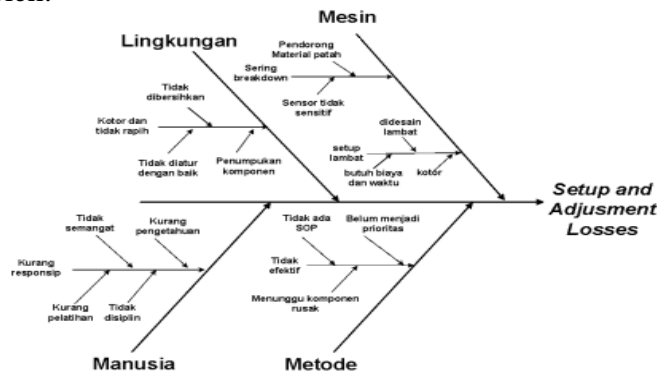 Mesin
Lingkungan
Pendorong
Material patah
Sering
breakdown
Sensor tidak
sensitif
Tidak
dibersihkan
Kotor dan
tidak rapih
Tidak diatur
dengan baik
Penumpukan
komponen
didesain
lambat
setup
lambat
butuh biaya
dan waktu
kotor
Setup and
Adjusment
Losses
Tidak
semangat
Kurang
pengetahuan
Kurang
responsip
Kurang
pelatihan
Tidak
disiplin
Tidak ada
SOP
Belum menjadi
prioritas
Tidak
efektif
Menunggu komponen
rusak
Manusia
Metode